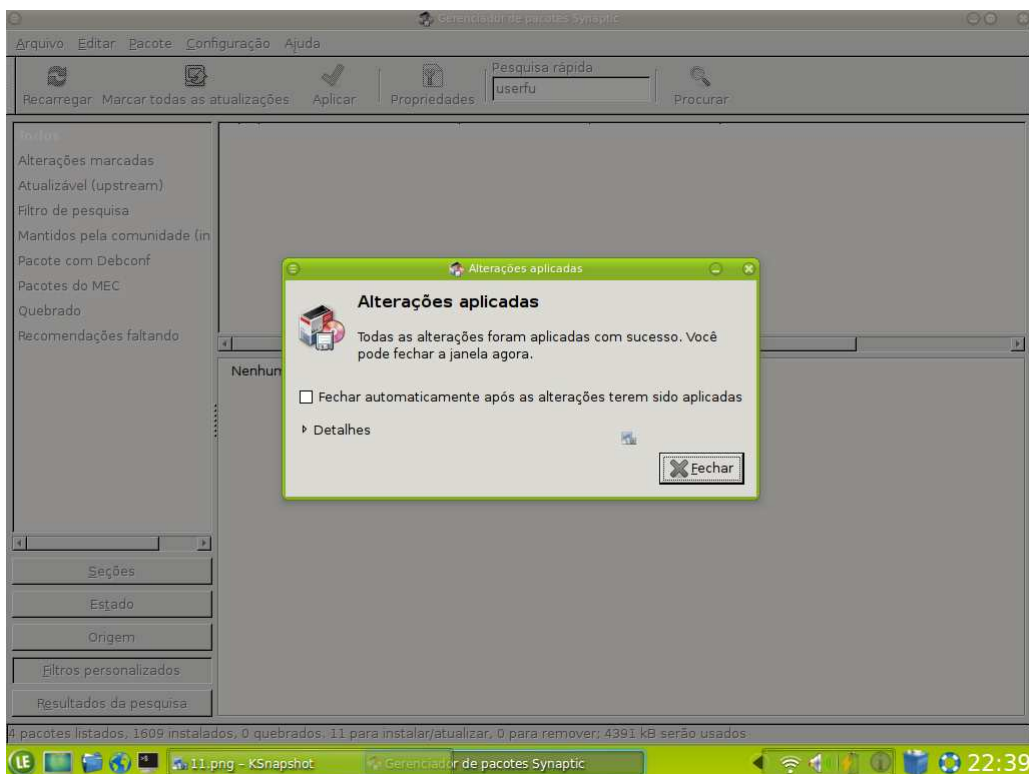 Gerenciador de pacotes Synaptic
Arquivo Editar Pacote Configuração Ajuda
Pesquisa rápida
userfu
Recarregar Marcar todas as atualizações Aplicar Propriedades Procurar
Todos
Alterações marcadas
Atualizável (upstream)
Filtro de pesquisa
Mantidos pela comunidade (in
Pacote com Debconf
Pacotes do MEC
Quebrado
Recomendações faltando
Nenhum
Alterações aplicadas
Alterações aplicadas
Todas as alterações foram aplicadas com sucesso. Você
pode fechar a janela agora.
Fechar automaticamente após as alterações terem sido aplicadas
Detalhes
Fechar
Seções
Estado
Origem
Filtros personalizados
Resultados da pesquisa
4 pacotes listados, 1609 instalados, 0 quebrados. 11 para instalar/atualizar, 0 para remover; 4391 kB serão usados
LE 11.png - KSnapshot Gerenciador de pacotes Synaptic 22:39